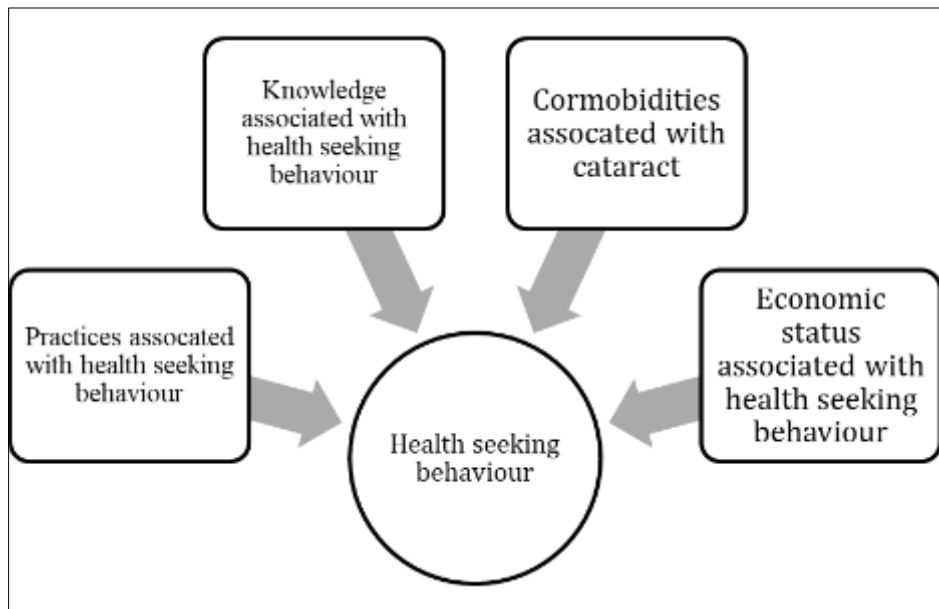 Knowledge
associated with
health seeking
behaviour
Cormobidities
assocated with
cataract
Practices assocated
with health seeking
behaviour
Economic
status
associated with
health seeking
behaviour
Health seeking
behaviour